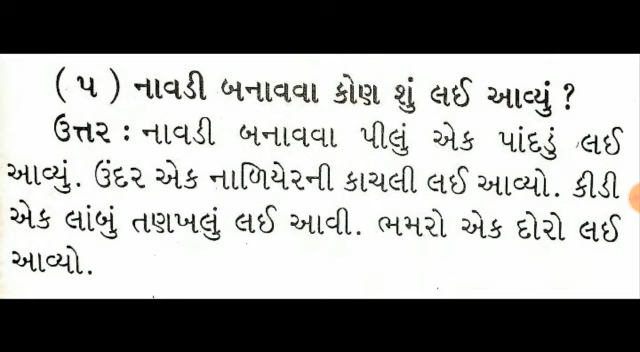 (૫) નાવડી બનાવવા કોણ શું લઈ આવ્યું ?
ઉત્તર : નાવડી બનાવવા પીલું એક પાંદડું લઈ
આવ્યું. ઉંદર એક નાળિયેરની કાચલી લઈ આવ્યો. કીડી
એક લાંબું તણખલું લઈ આવી. ભમરો એક દોરો લઈ
આવ્યો.